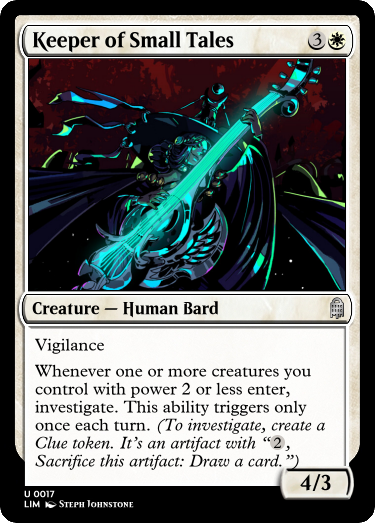 Keeper of Small Tales 3
Creature — Human Bard
Vigilance
Whenever one or more creatures you
control with power 2 or less enter,
investigate. This ability triggers only
once each turn. (To investigate, create a
Clue token. It's an artifact with “2,
Sacrifice this artifact: Draw a card.”)
4/3
U 0017
LIM Steph Johnstone